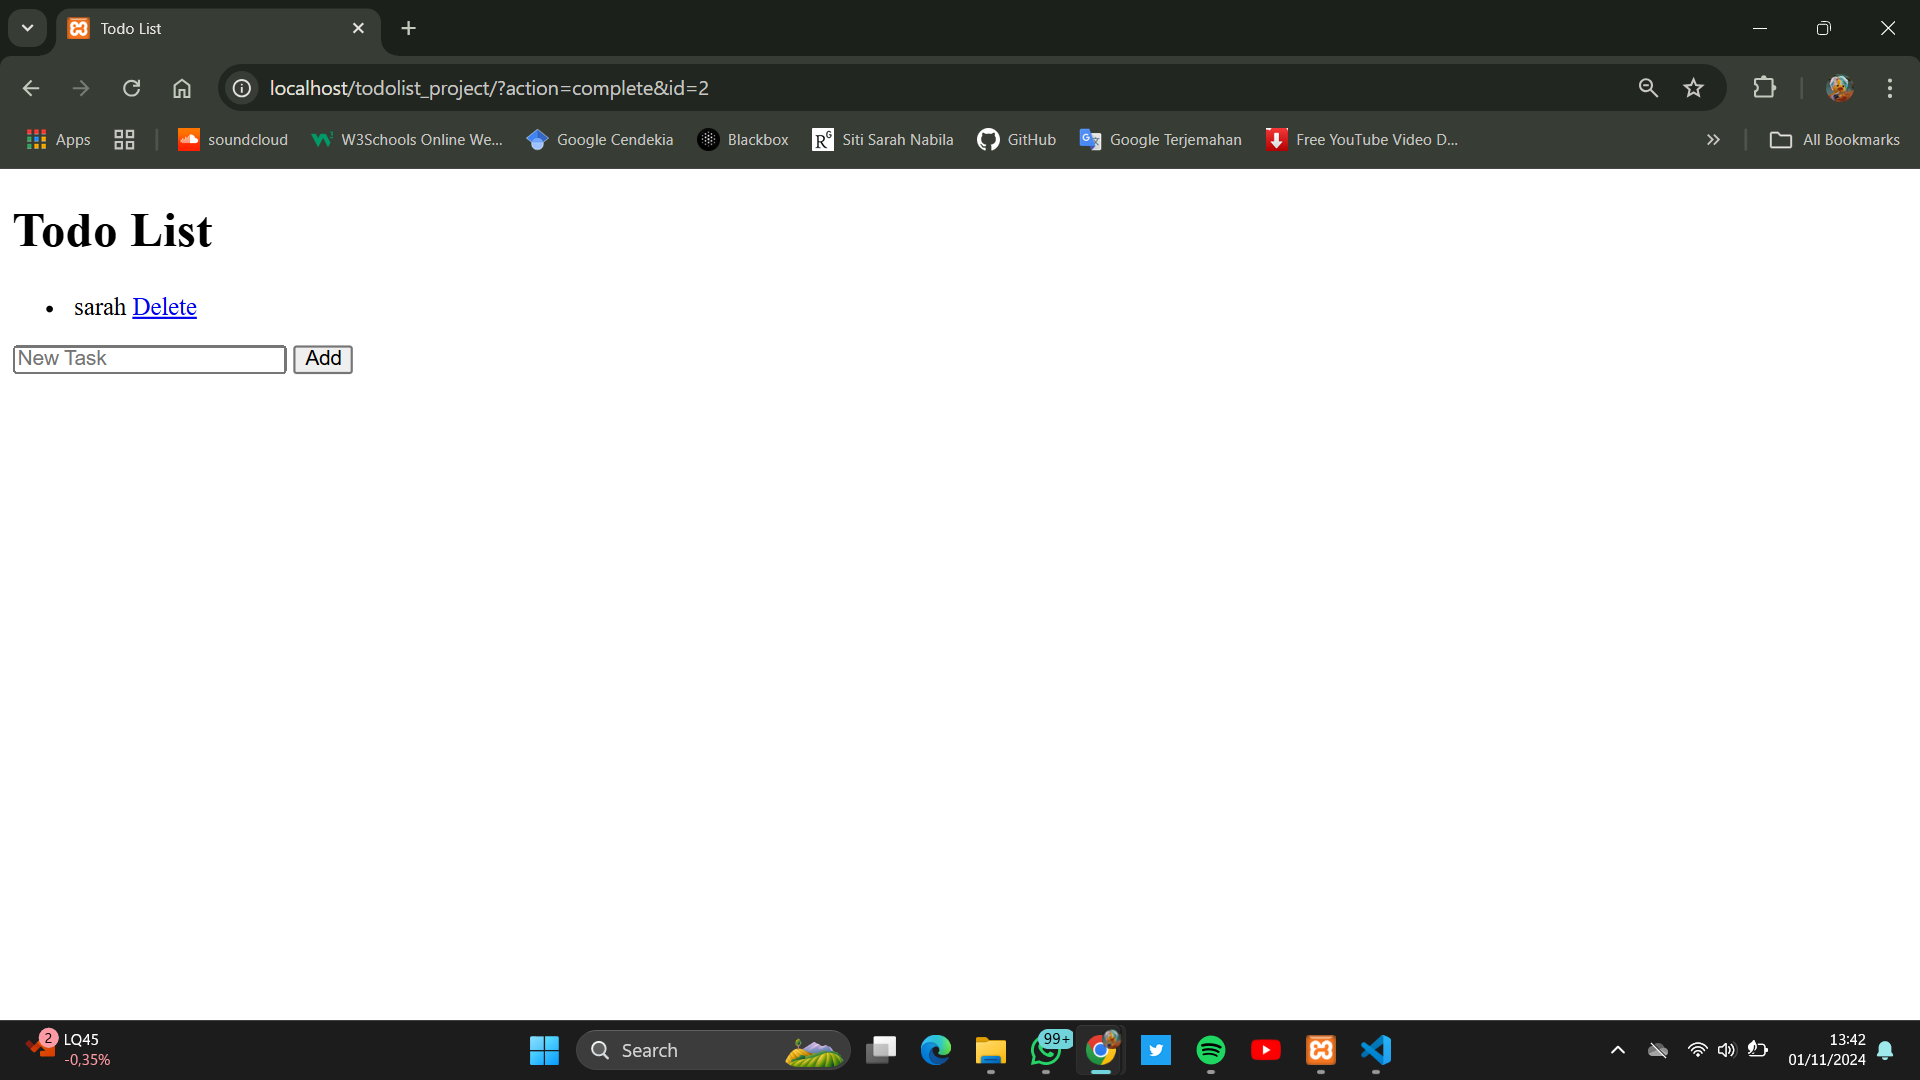 Todo List
localhost/todolist_project/?action=complete&id=2
Apps soundcloud W3Schools Online We... Google Cendekia Blackbox RG Siti Sarah Nabila GitHub Google Terjemahan Free YouTube Video D... All Bookmarks
Todo List
• sarah Delete
New Task Add
2 LQ45
-0,35%
Search
99+
13:42
01/11/2024